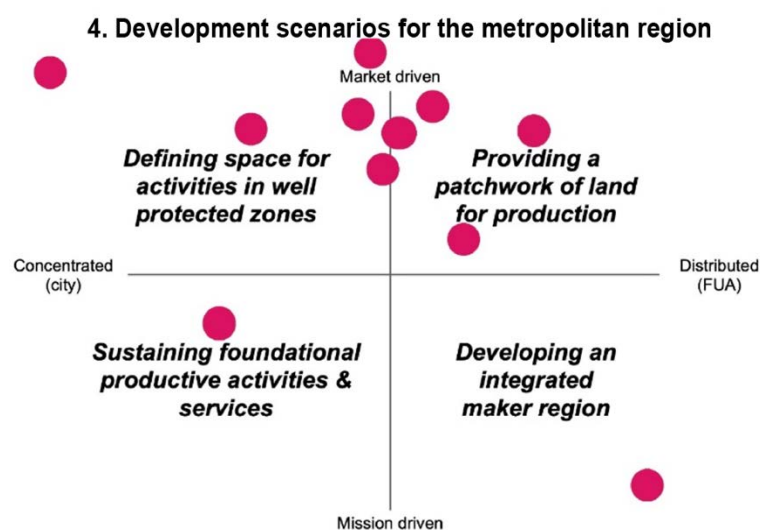 4. Development scenarios for the metropolitan region
Market driven
Defining space for
activities in well
protected zones
Providing a
patchwork of land
for production
Concentrated
(city)
Distributed
(FUA)
Sustaining foundational
productive activities &
services
Developing an
integrated
maker region
Mission driven